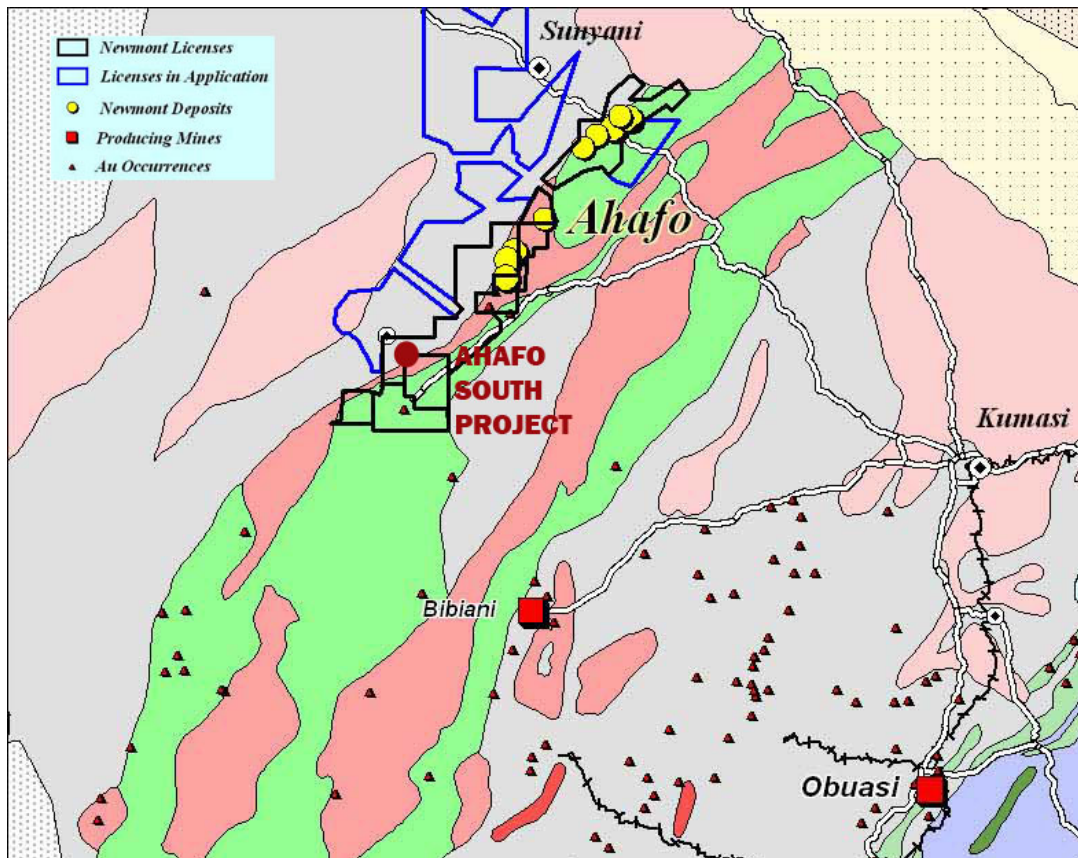 Newmont Licenses
Licenses in Application
Newmont Deposits
Producing Mines
Au Occurrences
Sunyani
Ahafo
AHAFO
SOUTH
PROJECT
Kumasi
Bibiani
Obuasi